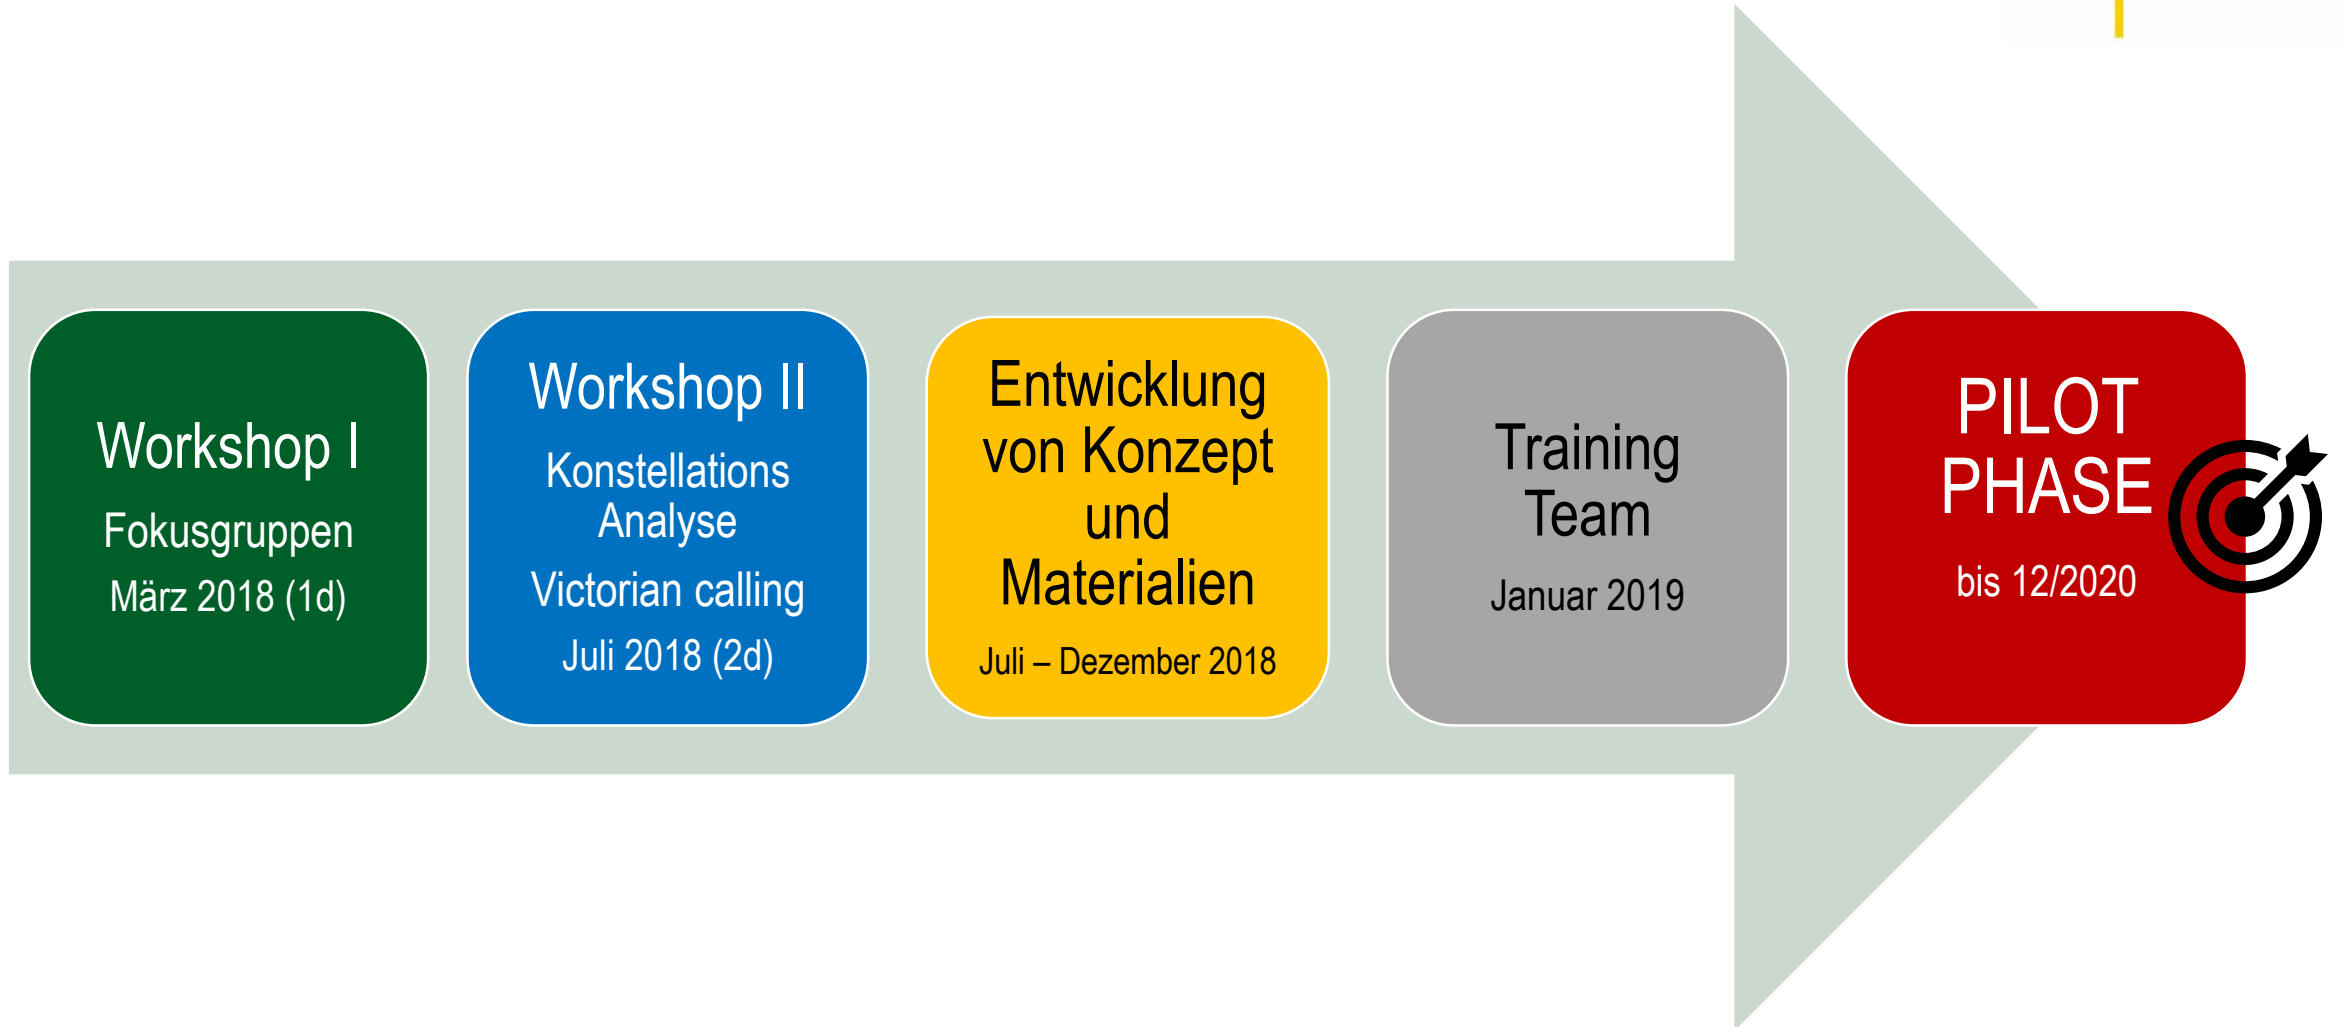 Workshop I
Fokusgruppen
März 2018 (1d)
Workshop II
Konstellations
Analyse
Victorian calling
Juli 2018 (2d)
Entwicklung
von Konzept
und
Materialien
Juli – Dezember 2018
Training
Team
Januar 2019
PILOT
PHASE
bis 12/2020